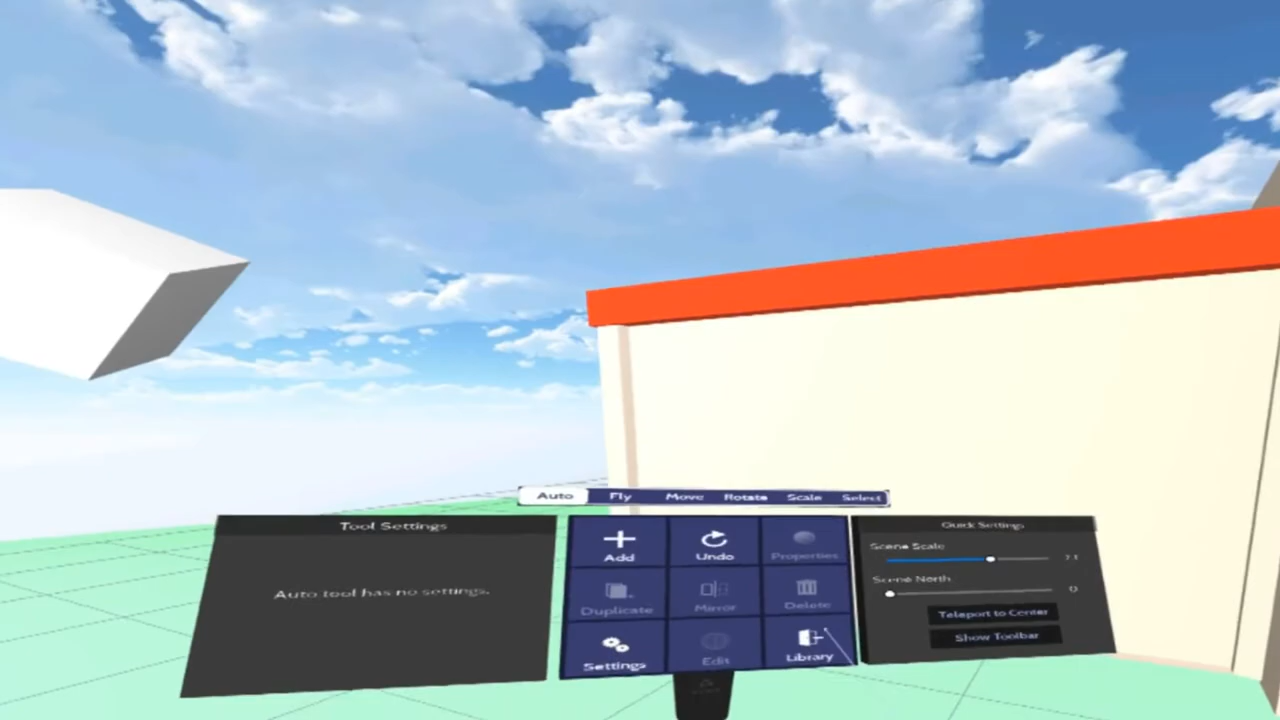 Auto Fly Move Rotate Scale Select
Tool Settings
Auto tool has no settings.
Add Undo Properties
Duplicate Mirror Delete
Settings Edit Library
Quick Settings
Scene Scale
Scene North 0
Teleport to Center
Show Toolbar